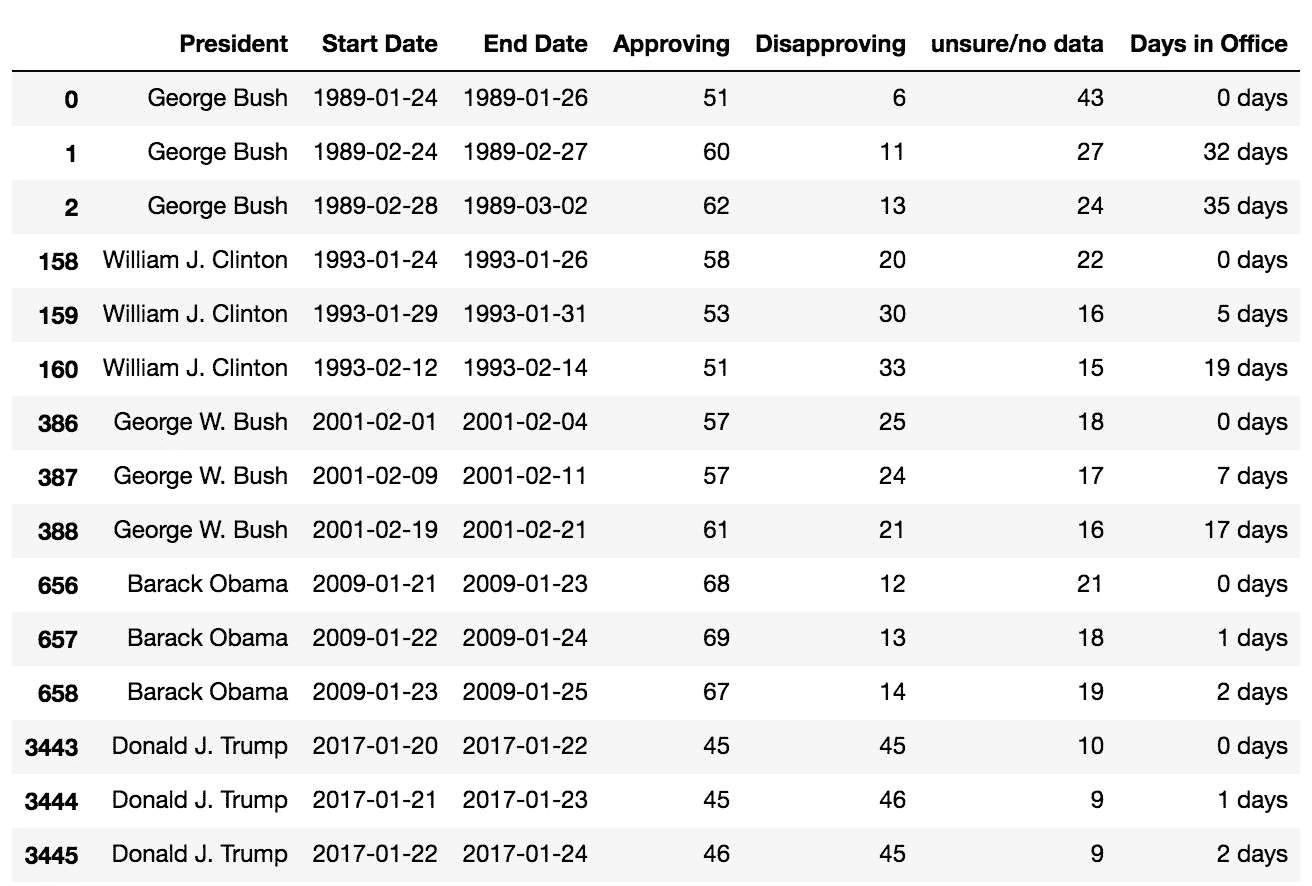 President Start Date End Date Approving Disapproving unsure/no data Days in Office
0 George Bush 1989-01-24 1989-01-26 51 6 43 0 days
1 George Bush 1989-02-24 1989-02-27 60 11 27 32 days
2 George Bush 1989-02-28 1989-03-02 62 13 24 35 days
158 William J. Clinton 1993-01-24 1993-01-26 58 20 22 0 days
159 William J. Clinton 1993-01-29 1993-01-31 53 30 16 5 days
160 William J. Clinton 1993-02-12 1993-02-14 51 33 15 19 days
386 George W. Bush 2001-02-01 2001-02-04 57 25 18 0 days
387 George W. Bush 2001-02-09 2001-02-11 57 24 17 7 days
388 George W. Bush 2001-02-19 2001-02-21 61 21 16 17 days
656 Barack Obama 2009-01-21 2009-01-23 68 12 21 0 days
657 Barack Obama 2009-01-22 2009-01-24 69 13 18 1 days
658 Barack Obama 2009-01-23 2009-01-25 67 14 19 2 days
3443 Donald J. Trump 2017-01-20 2017-01-22 45 45 10 0 days
3444 Donald J. Trump 2017-01-21 2017-01-23 45 46 9 1 days
3445 Donald J. Trump 2017-01-22 2017-01-24 46 45 9 2 days